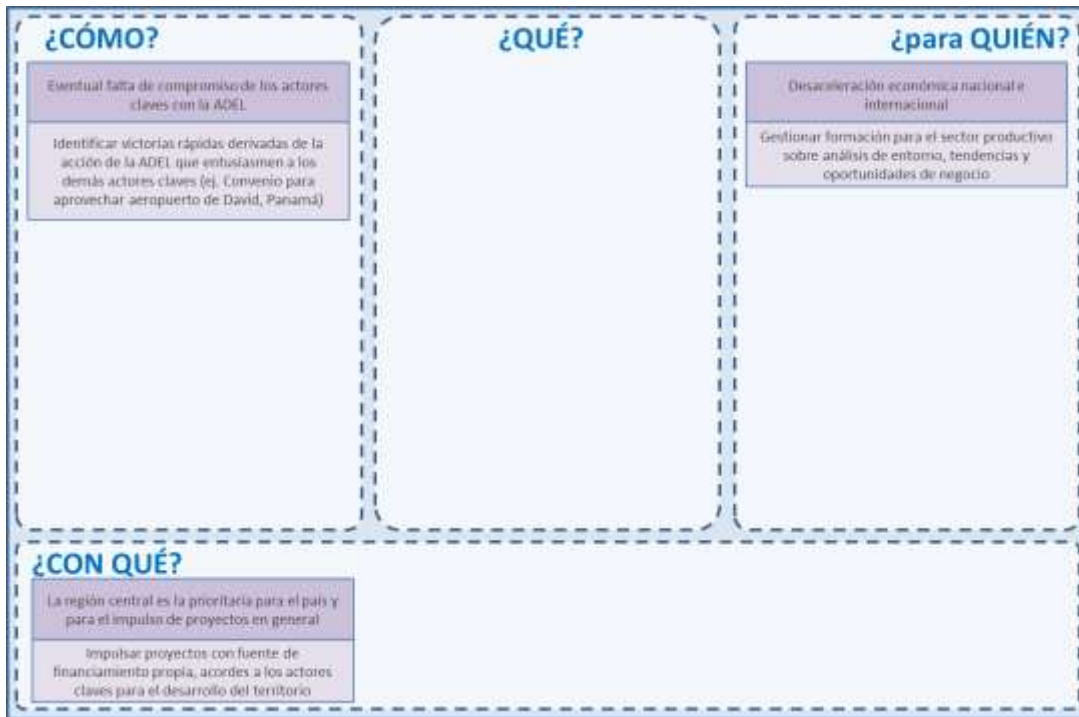 ¿CÓMO?
Eventual falta de compromiso de los actores
claves con la ADEL
Identificar victorias rápidas derivadas de la
acción de la ADEL que entusiasmen a los
demás actores claves (ej. Convenio para
aprovechar aeropuerto de David, Panamá)
¿QUÉ?
¿para QUIÉN?
Desaceleración económica nacional e
internacional
Gestionar formación para el sector productivo
sobre análisis de entorno, tendencias y
oportunidades de negocio
¿CON QUÉ?
La región central es la prioritaria para el país y
para el impulso de proyectos en general
Impulsar proyectos con fuente de
financiamiento propia, acordes a los actores
claves para el desarrollo del territorio